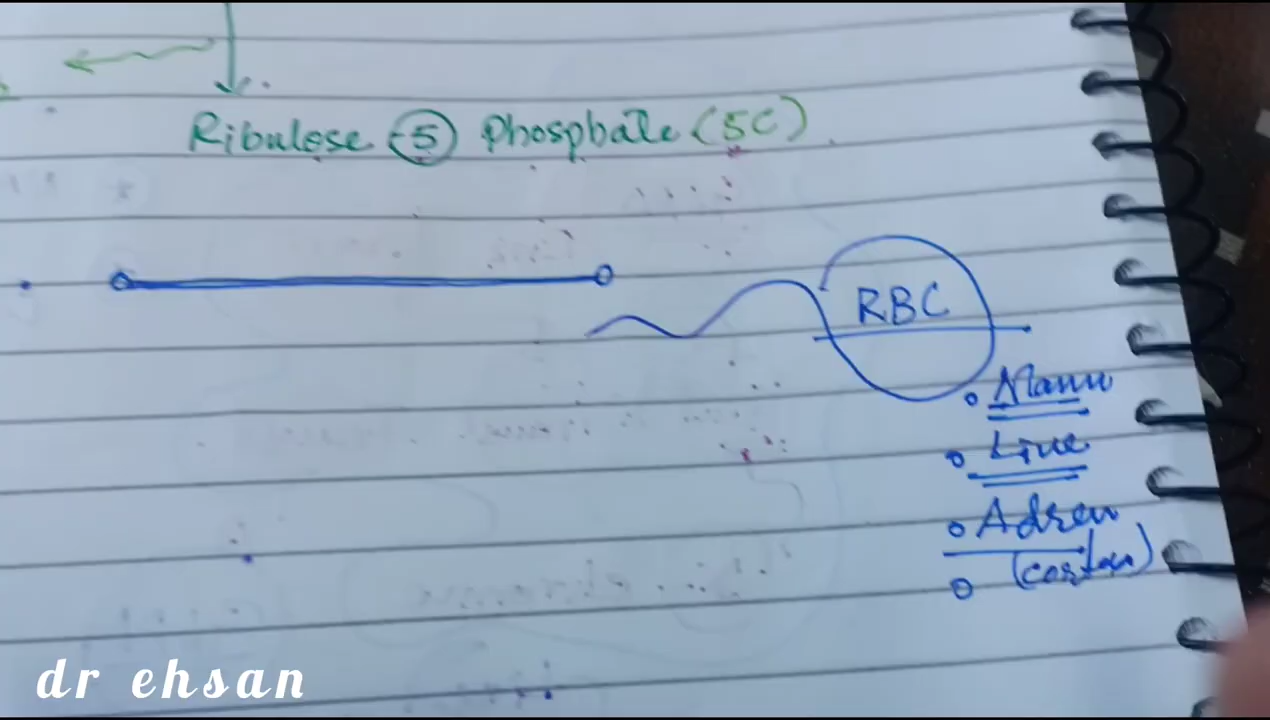 Ribulose -5 Phosphate (5C)
RBC
Mamm
Live
Adren
(cortex)
dr ehsan